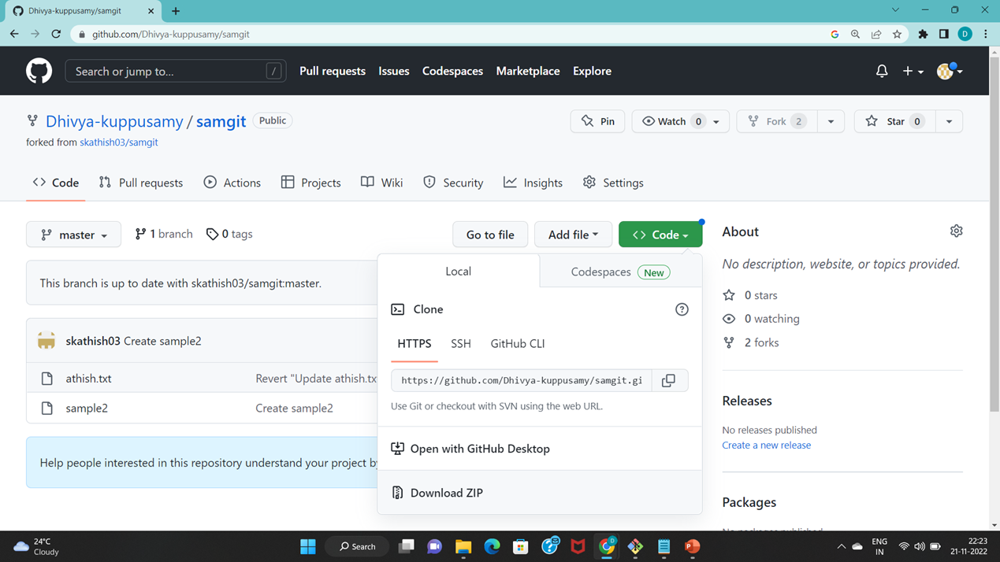 Dhivya-kuppusamy/samgit
github.com/Dhivya-kuppusamy/samgit
G
D
Search or jump to...
/
Pull requests
Issues
Codespaces
Marketplace
Explore
Dhivya-kuppusamy / samgit
Public
Pin
Watch 0
Fork 2
Star 0
forked from skathish03/samgit
Code
Pull requests
Actions
Projects
Wiki
Security
Insights
Settings
master
1 branch
0 tags
Go to file
Add file
Code
This branch is up to date with skathish03/samgit:master.
skathish03 Create sample2
athish.txt
Revert "Update athish.tx
sample2
Create sample2
Help people interested in this repository understand your project by
Local
Codespaces New
Clone
HTTPS
SSH
GitHub CLI
https://github.com/Dhivya-kuppusamy/samgit.gi
Use Git or checkout with SVN using the web URL.
Open with GitHub Desktop
Download ZIP
About
No description, website, or topics provided.
0 stars
0 watching
2 forks
Releases
No releases published
Create a new release
Packages
24°C
Cloudy
Search
ENG
IN
22:23
21-11-2022